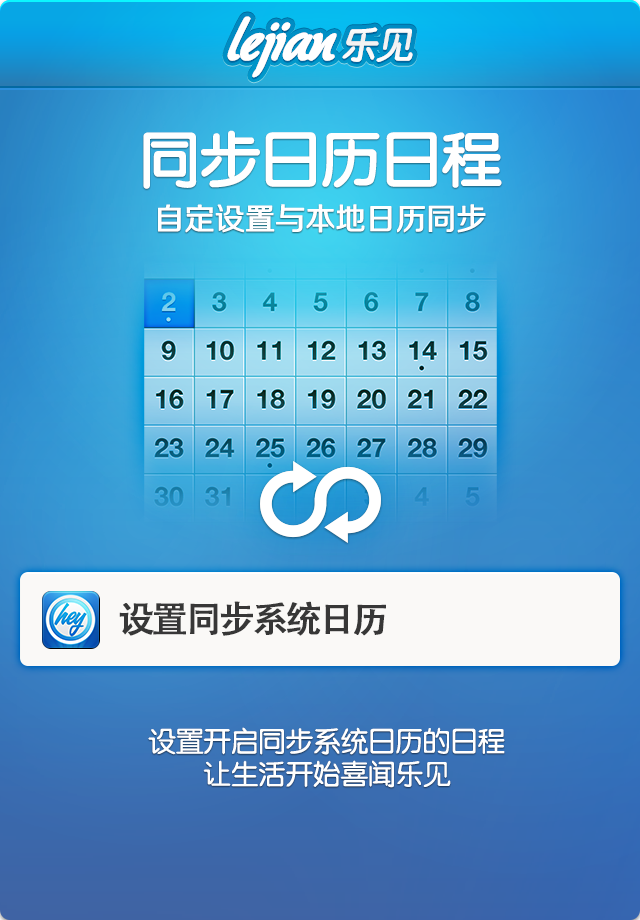 lejian 乐见
同步日历日程
自定设置与本地日历同步
2 3 4 5 6 7 8
9 10 11 12 13 14 15
16 17 18 19 20 21 22
23 24 25 26 27 28 29
30 31 4 5
hey 设置同步系统日历
设置开启同步系统日历的日程
让生活开始喜闻乐见